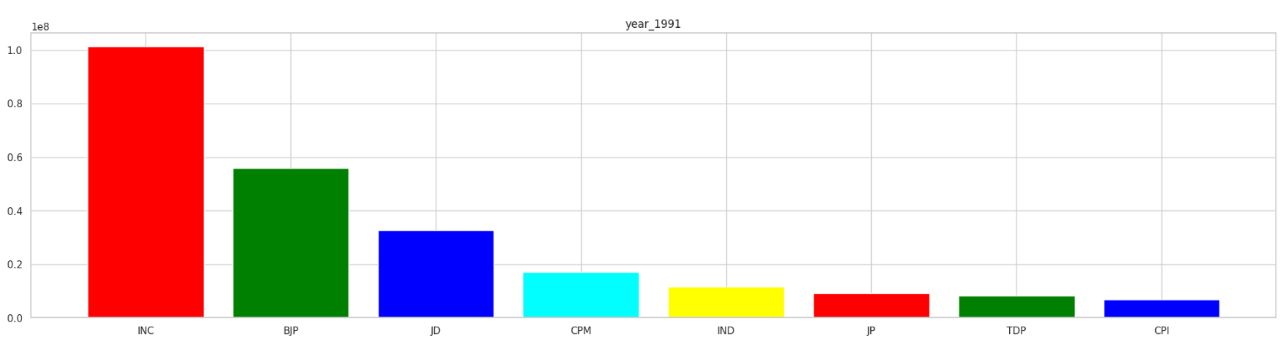 year_1991
1e8
1.0
0.8
0.6
0.4
0.2
0.0
INC BJP JD CPM IND JP TDP CPI